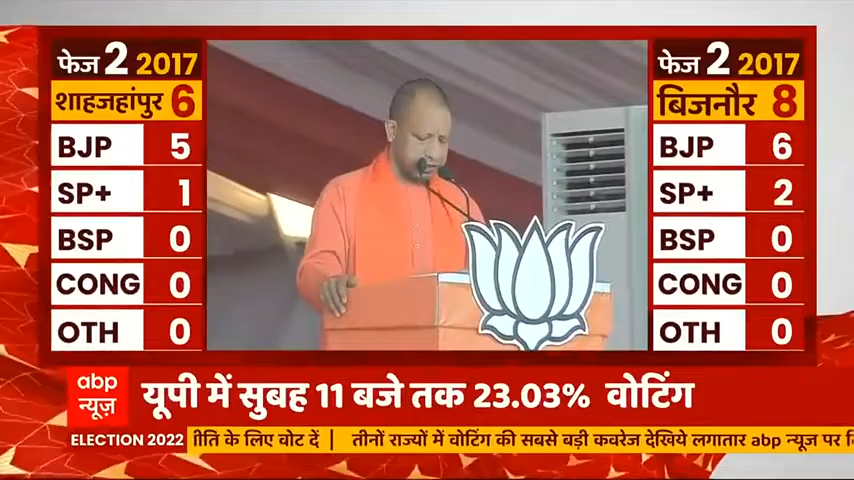 फेज 2 2017
शाहजहांपुर 6
BJP 5
SP+ 1
BSP 0
CONG 0
OTH 0
फेज 2 2017
बिजनौर 8
BJP 6
SP+ 2
BSP 0
CONG 0
OTH 0
abp
न्यूज़
यूपी में सुबह 11 बजे तक 23.03% वोटिंग
ELECTION 2022
के लिए वोट दें | तीनों राज्यों में वोटिंग की सबसे बड़ी कवरेज देखिये लगातार abp न्यूज़ पर